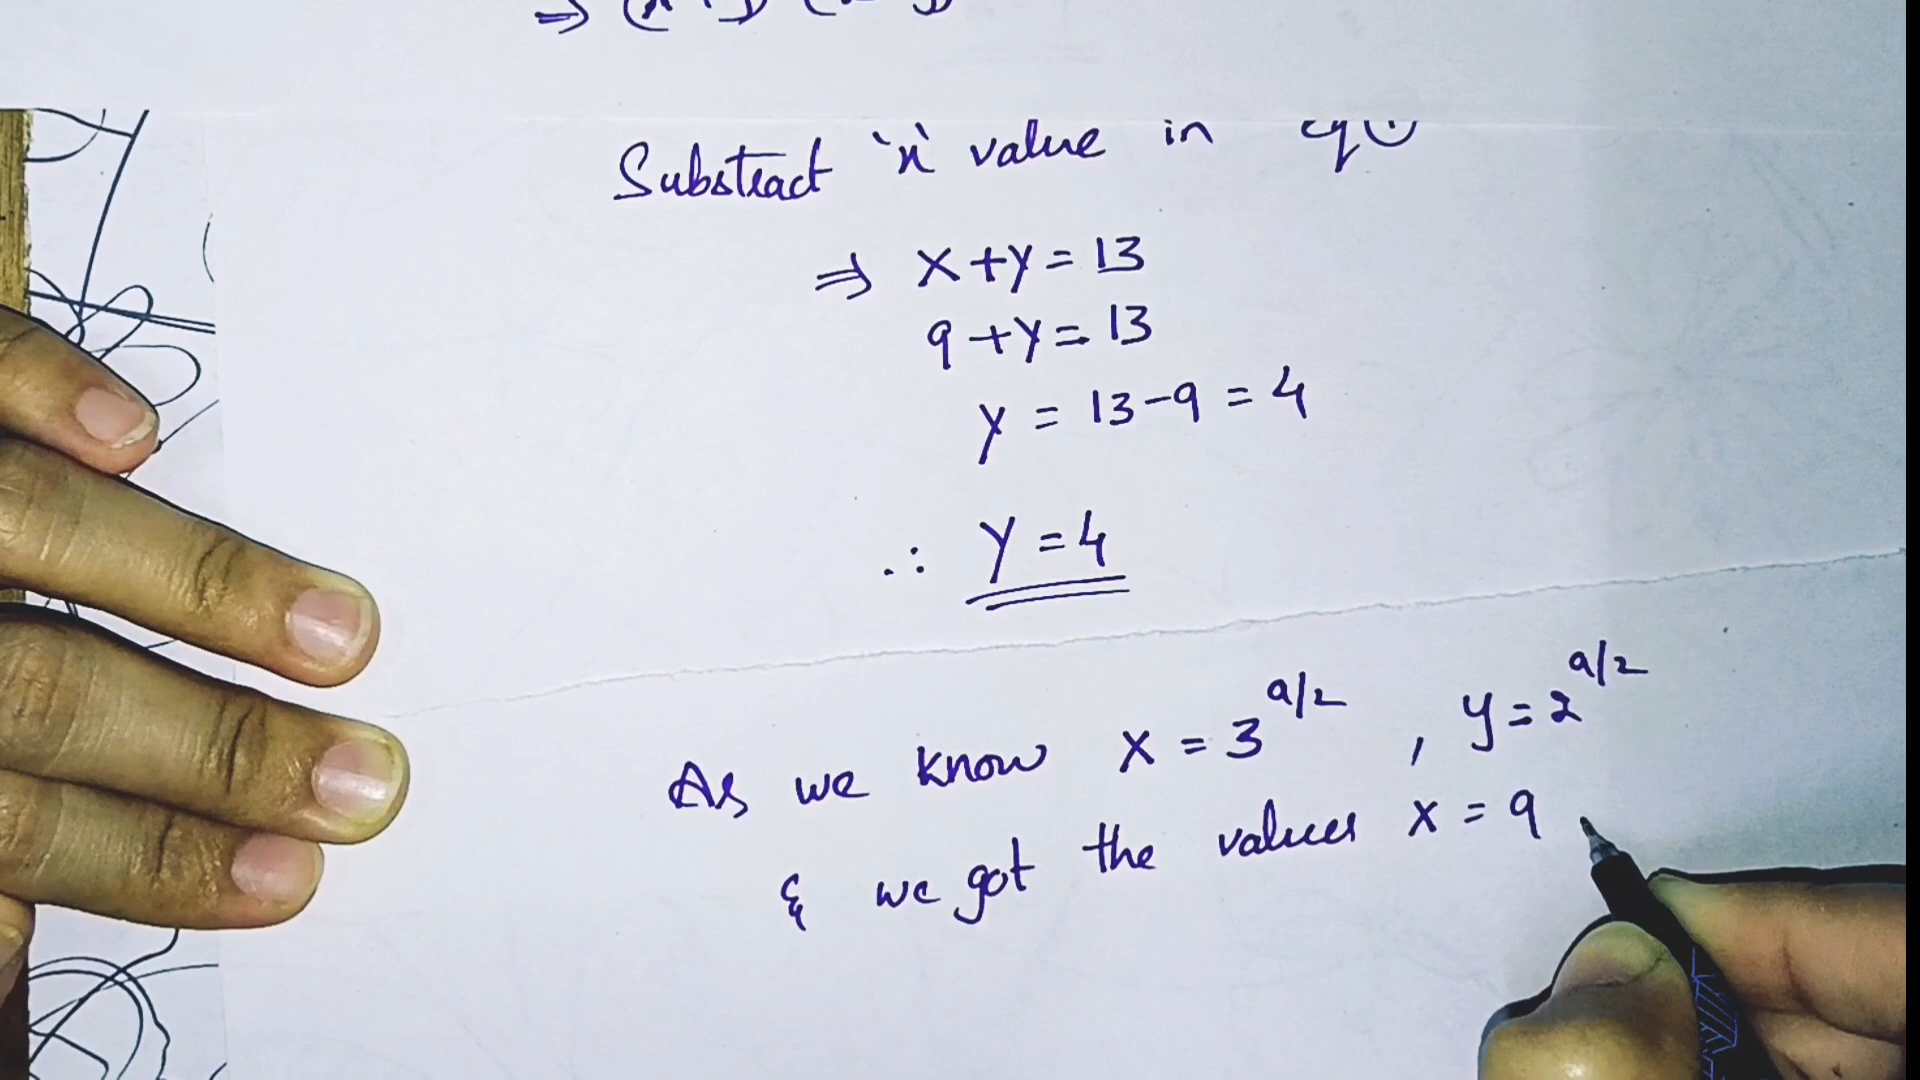 Substract 'x' value in eq①
⇒ x+y=13
9+y=13
y = 13-9 = 4
∴ y=4
As we know x = 3^a/2 , y=2^a/2
& we got the values x = 9